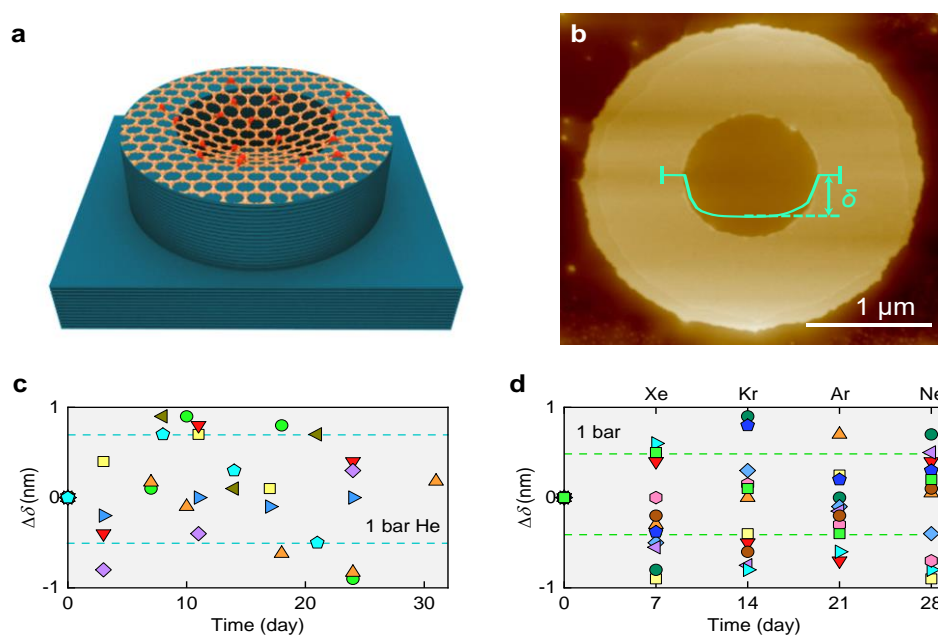 a
b
δ
1 μm
c
d
Xe Kr Ar Ne
1
0
-1
Δδ(nm)
1 bar He
0 10 20 30
Time (day)
1
0
-1
Δδ(nm)
1 bar
0 7 14 21 28
Time (day)